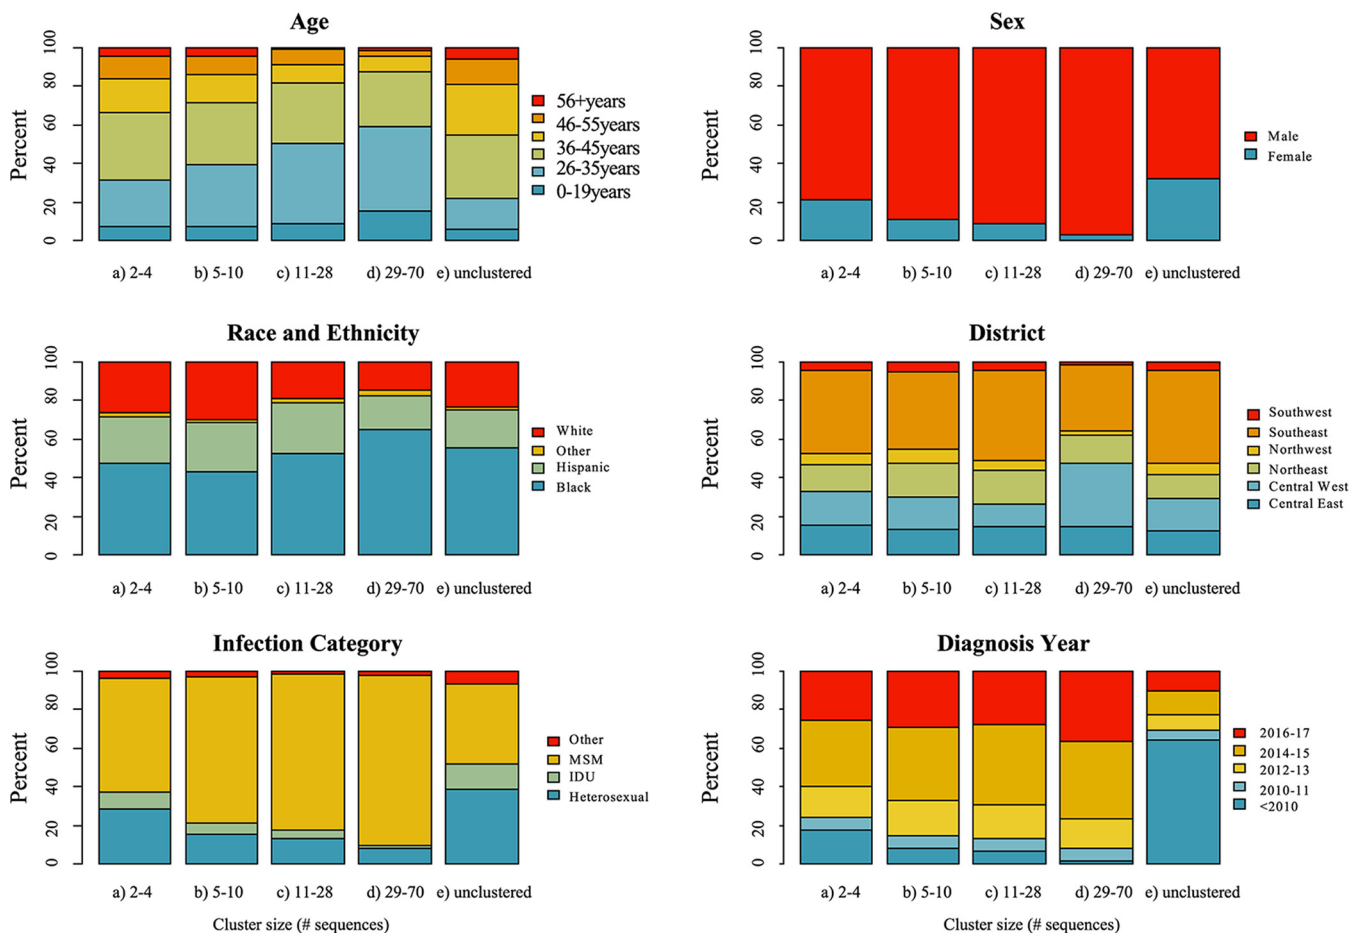 Age
Percent
100
80
60
40
20
0
a) 2-4 b) 5-10 c) 11-28 d) 29-70 e) unclustered
56+years
46-55years
36-45years
26-35years
0-19years
Sex
Percent
100
80
60
40
20
0
a) 2-4 b) 5-10 c) 11-28 d) 29-70 e) unclustered
Male
Female
Race and Ethnicity
Percent
100
80
60
40
20
0
a) 2-4 b) 5-10 c) 11-28 d) 29-70 e) unclustered
White
Other
Hispanic
Black
District
Percent
100
80
60
40
20
0
a) 2-4 b) 5-10 c) 11-28 d) 29-70 e) unclustered
Southwest
Southeast
Northwest
Northeast
Central West
Central East
Infection Category
Percent
100
80
60
40
20
0
a) 2-4 b) 5-10 c) 11-28 d) 29-70 e) unclustered
Cluster size (# sequences)
Other
MSM
IDU
Heterosexual
Diagnosis Year
Percent
100
80
60
40
20
0
a) 2-4 b) 5-10 c) 11-28 d) 29-70 e) unclustered
Cluster size (# sequences)
2016-17
2014-15
2012-13
2010-11
<2010